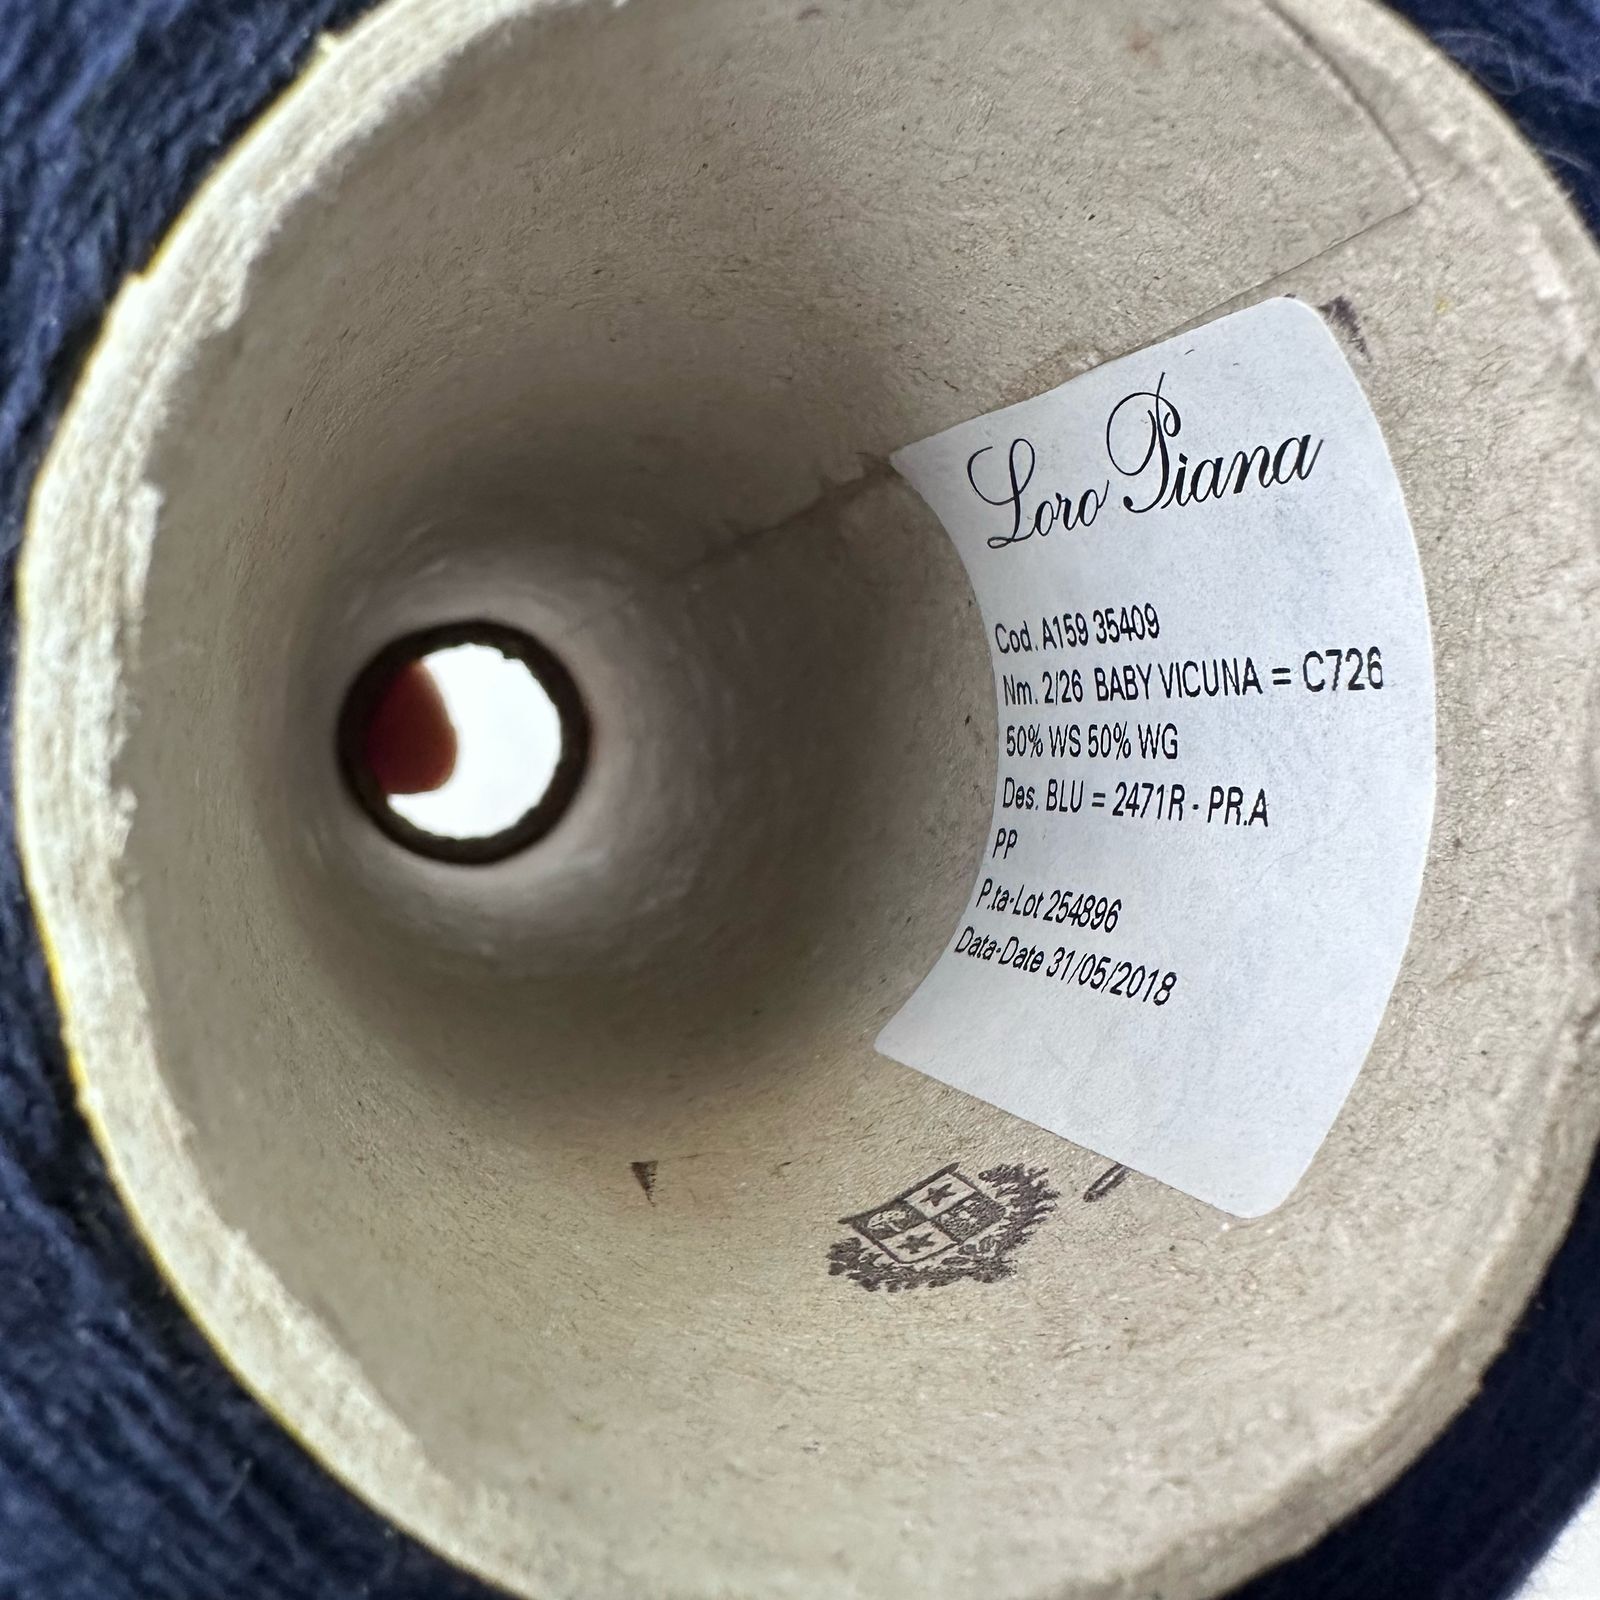 Loro Piana
Cod. A159 35409
Nm. 2/26 BABY VICUNA = C726
50% WS 50% WG
Des. BLU = 2471R - PR.A
PP
P.ta-Lot 254896
Data-Date 31/05/2018